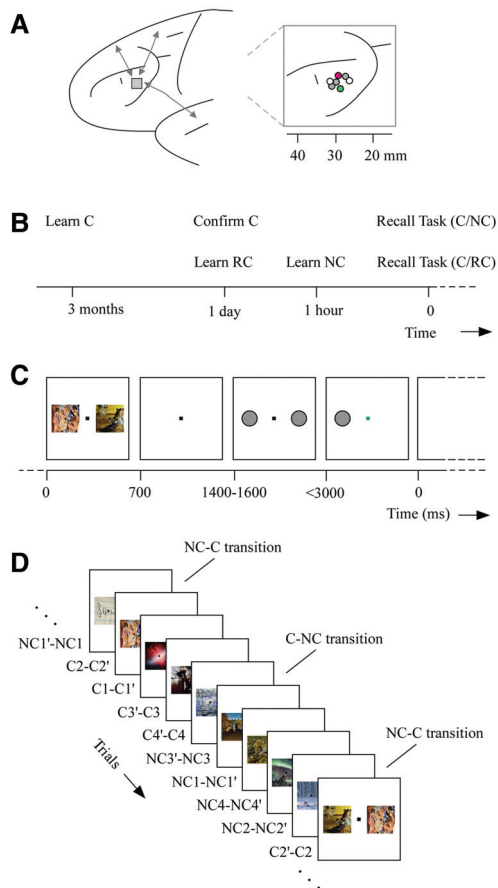 A
40 30 20 mm
B
Learn C Confirm C Recall Task (C/NC)
Learn RC Learn NC Recall Task (C/RC)
3 months 1 day 1 hour 0
Time
C
0 700 1400-1600 <3000 0
Time (ms)
D
NC-C transition
NC1'-NC1
C2-C2'
C-NC transition
C1-C1'
C3'-C3
C4'-C4
NC-C transition
NC3'-NC3
Trials
NC1-NC1'
NC4-NC4'
NC2-NC2'
C2'-C2